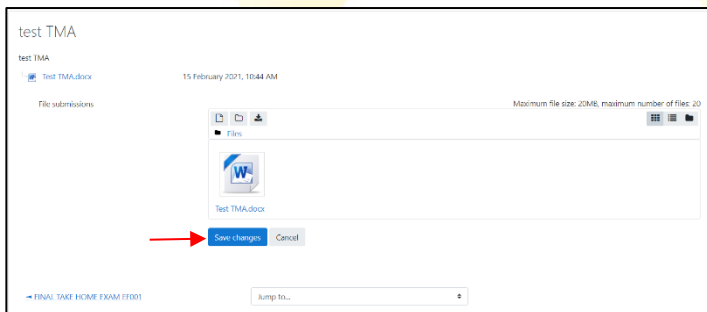 test TMA
test TMA
Test TMA.docx 15 February 2021, 10:44 AM
File submissions
Maximum file size: 20MB, maximum number of files: 20
Files
W
Test TMA.docx
Save changes Cancel
◄ FINAL TAKE HOME EXAM EF001 Jump to...